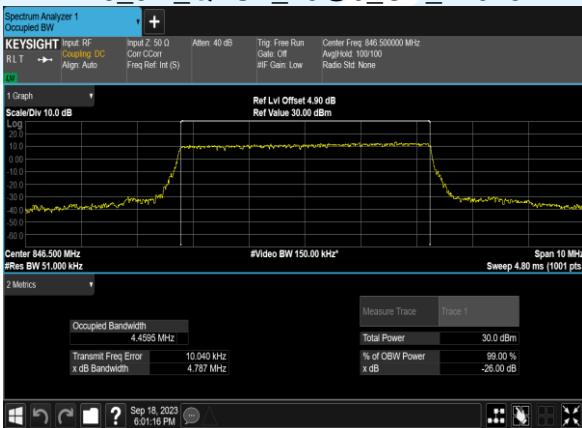 Spectrum Analyzer 1
Occupied BW
+
KEYSIGHT Input: RF Input Z: 50 Ω Atten: 40 dB Trig: Free Run Center Freq: 846.500000 MHz
RLT Coupling: DC Corr CCorr Gate: Off Avg|Hold: 100/100
Align: Auto Freq Ref: Int (S) #IF Gain: Low Radio Std: None
LW
1 Graph
Ref Lvl Offset 4.90 dB
Scale/Div 10.0 dB Ref Value 30.00 dBm
Log
20.0
10.0
0.00
-10.0
-20.0
-30.0
-40.0
-50.0
-60.0
Center 846.500 MHz #Video BW 150.00 kHz* Span 10 MHz
#Res BW 51.000 kHz Sweep 4.80 ms (1001 pts)
2 Metrics
Measure Trace Trace 1
Occupied Bandwidth
4.4595 MHz Total Power 30.0 dBm
Transmit Freq Error 10.040 kHz % of OBW Power 99.00 %
x dB Bandwidth 4.787 MHz x dB -26.00 dB
? Sep 18, 2023
6:01:16 PM